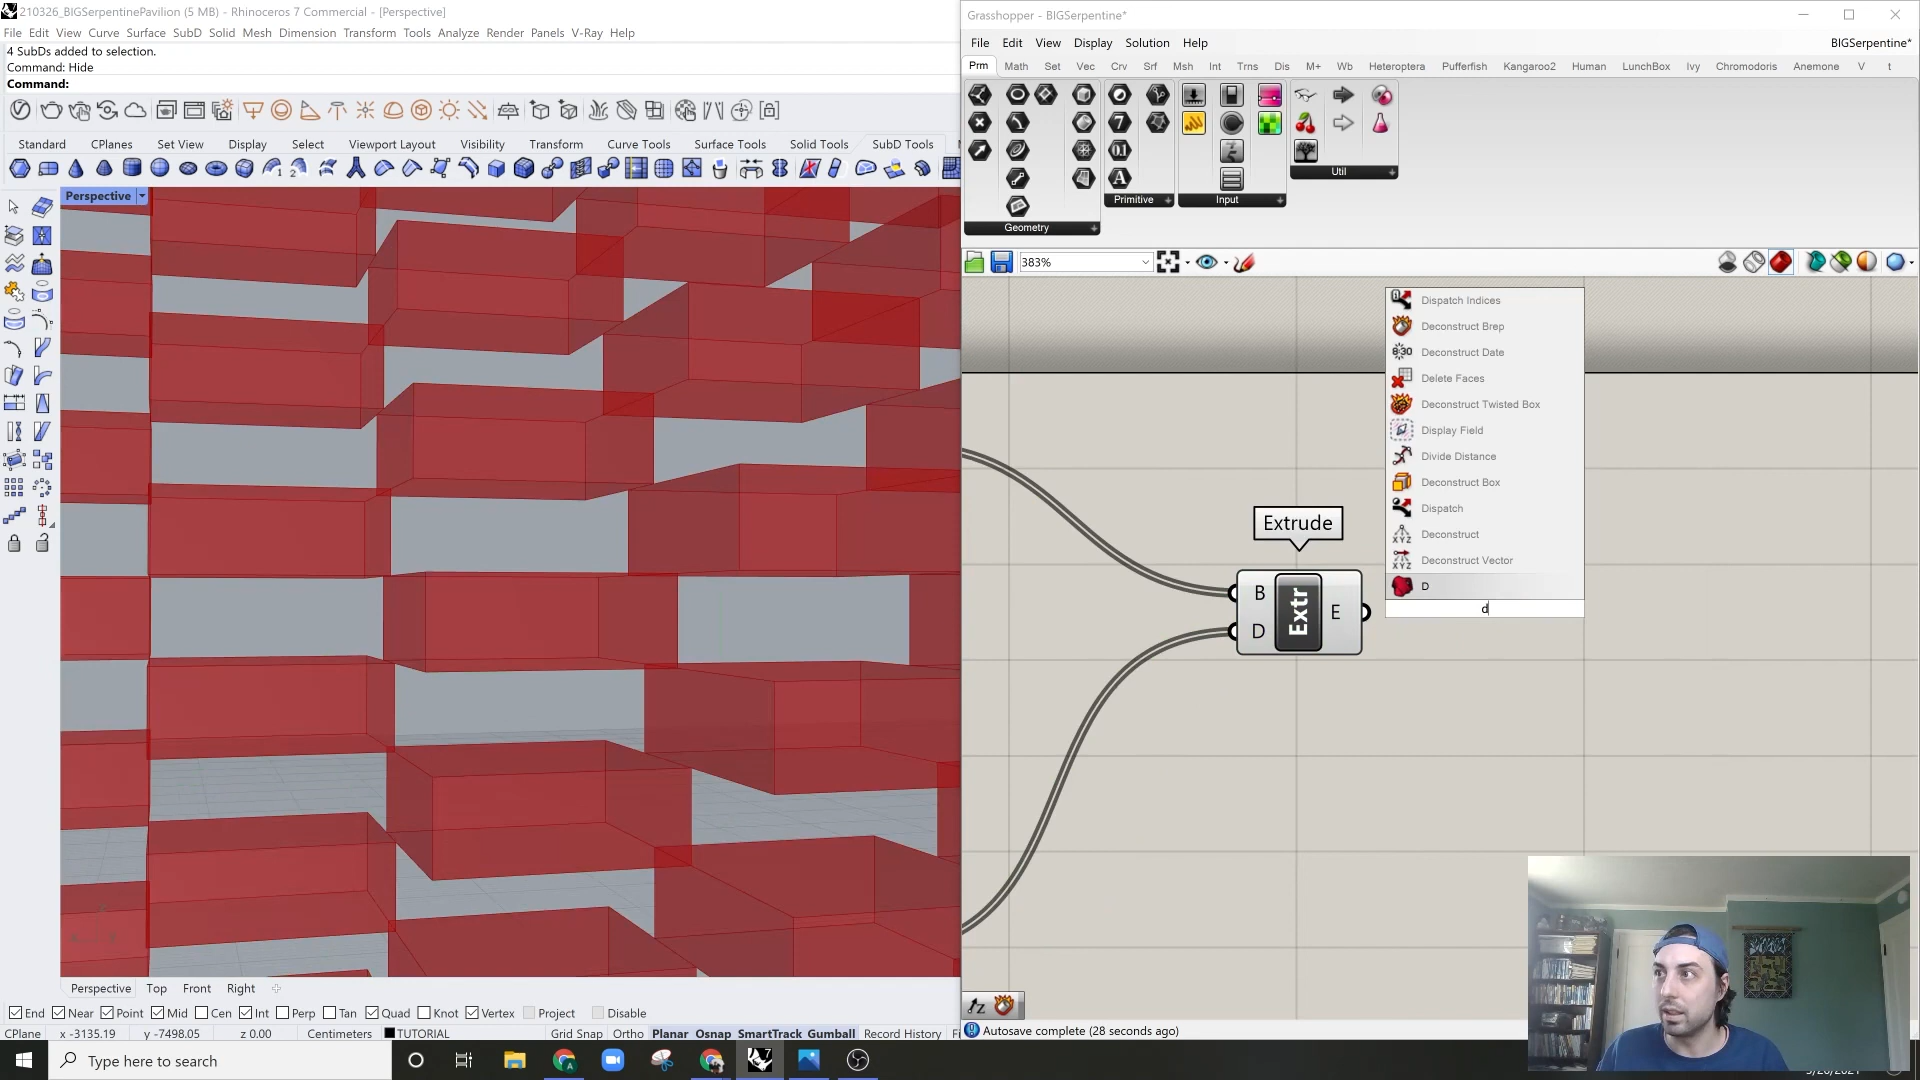 210326_BIGSerpentinePavilion (5 MB) - Rhinoceros 7 Commercial - [Perspective]
File Edit View Curve Surface SubD Solid Mesh Dimension Transform Tools Analyze Render Panels V-Ray Help
4 SubDs added to selection.
Command: Hide
Command:
Standard CPlanes Set View Display Select Viewport Layout Visibility Transform Curve Tools Surface Tools Solid Tools SubD Tools
Perspective
Perspective Top Front Right
End Near Point Mid Cen Int Perp Tan Quad Knot Vertex Project Disable
CPlane x -3135.19 y -7498.05 z 0.00 Centimeters TUTORIAL Grid Snap Ortho Planar Osnap SmartTrack Gumball Record History
Type here to search
Grasshopper - BIGSerpentine*
File Edit View Display Solution Help
BIGSerpentine*
Prm Math Set Vec Crv Srf Msh Int Trns Dis M+ Wb Heteroptera Pufferfish Kangaroo2 Human LunchBox Ivy Chromodoris Anemone V t
Geometry
Primitive
Input
Util
383%
Dispatch Indices
Deconstruct Brep
Deconstruct Date
Delete Faces
Deconstruct Twisted Box
Display Field
Divide Distance
Deconstruct Box
Dispatch
Deconstruct
Deconstruct Vector
D
d
Extrude
B
D
Extr
E
Autosave complete (28 seconds ago)